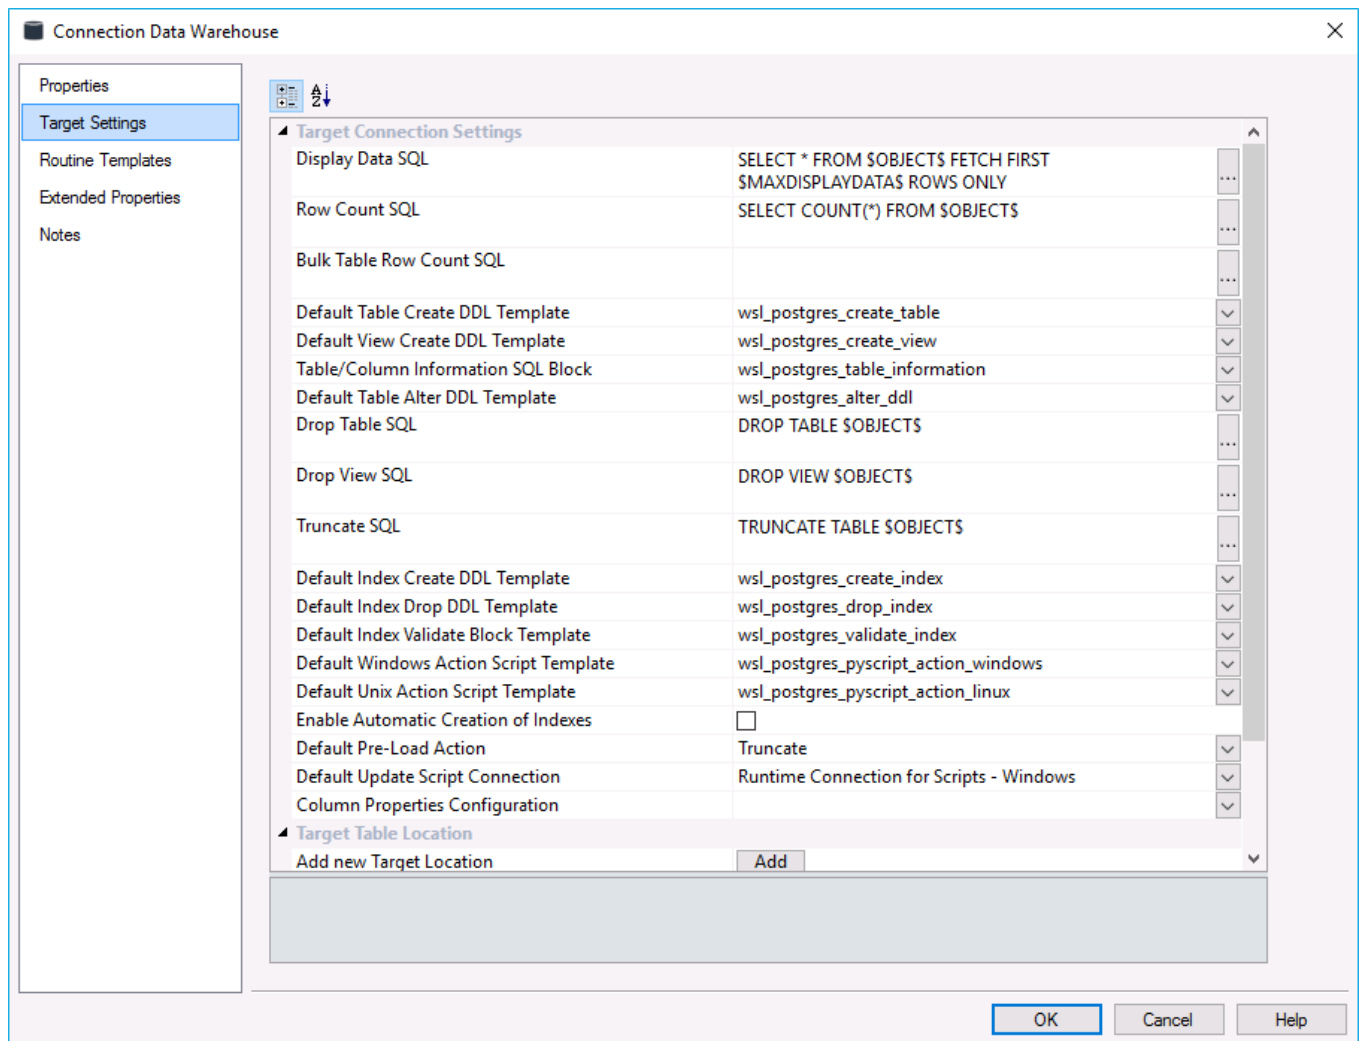 Connection Data Warehouse
Properties
Target Settings
Routine Templates
Extended Properties
Notes
Target Connection Settings
Display Data SQL SELECT * FROM $OBJECT$ FETCH FIRST
$MAXDISPLAYDATA$ ROWS ONLY
...
Row Count SQL SELECT COUNT(*) FROM $OBJECT$
...
Bulk Table Row Count SQL
...
Default Table Create DDL Template wsl_postgres_create_table
Default View Create DDL Template wsl_postgres_create_view
Table/Column Information SQL Block wsl_postgres_table_information
Default Table Alter DDL Template wsl_postgres_alter_ddl
Drop Table SQL DROP TABLE $OBJECT$
...
Drop View SQL DROP VIEW $OBJECT$
...
Truncate SQL TRUNCATE TABLE $OBJECT$
...
Default Index Create DDL Template wsl_postgres_create_index
Default Index Drop DDL Template wsl_postgres_drop_index
Default Index Validate Block Template wsl_postgres_validate_index
Default Windows Action Script Template wsl_postgres_pyscript_action_windows
Default Unix Action Script Template wsl_postgres_pyscript_action_linux
Enable Automatic Creation of Indexes
Default Pre-Load Action Truncate
Default Update Script Connection Runtime Connection for Scripts - Windows
Column Properties Configuration
Target Table Location
Add new Target Location Add
OK Cancel Help